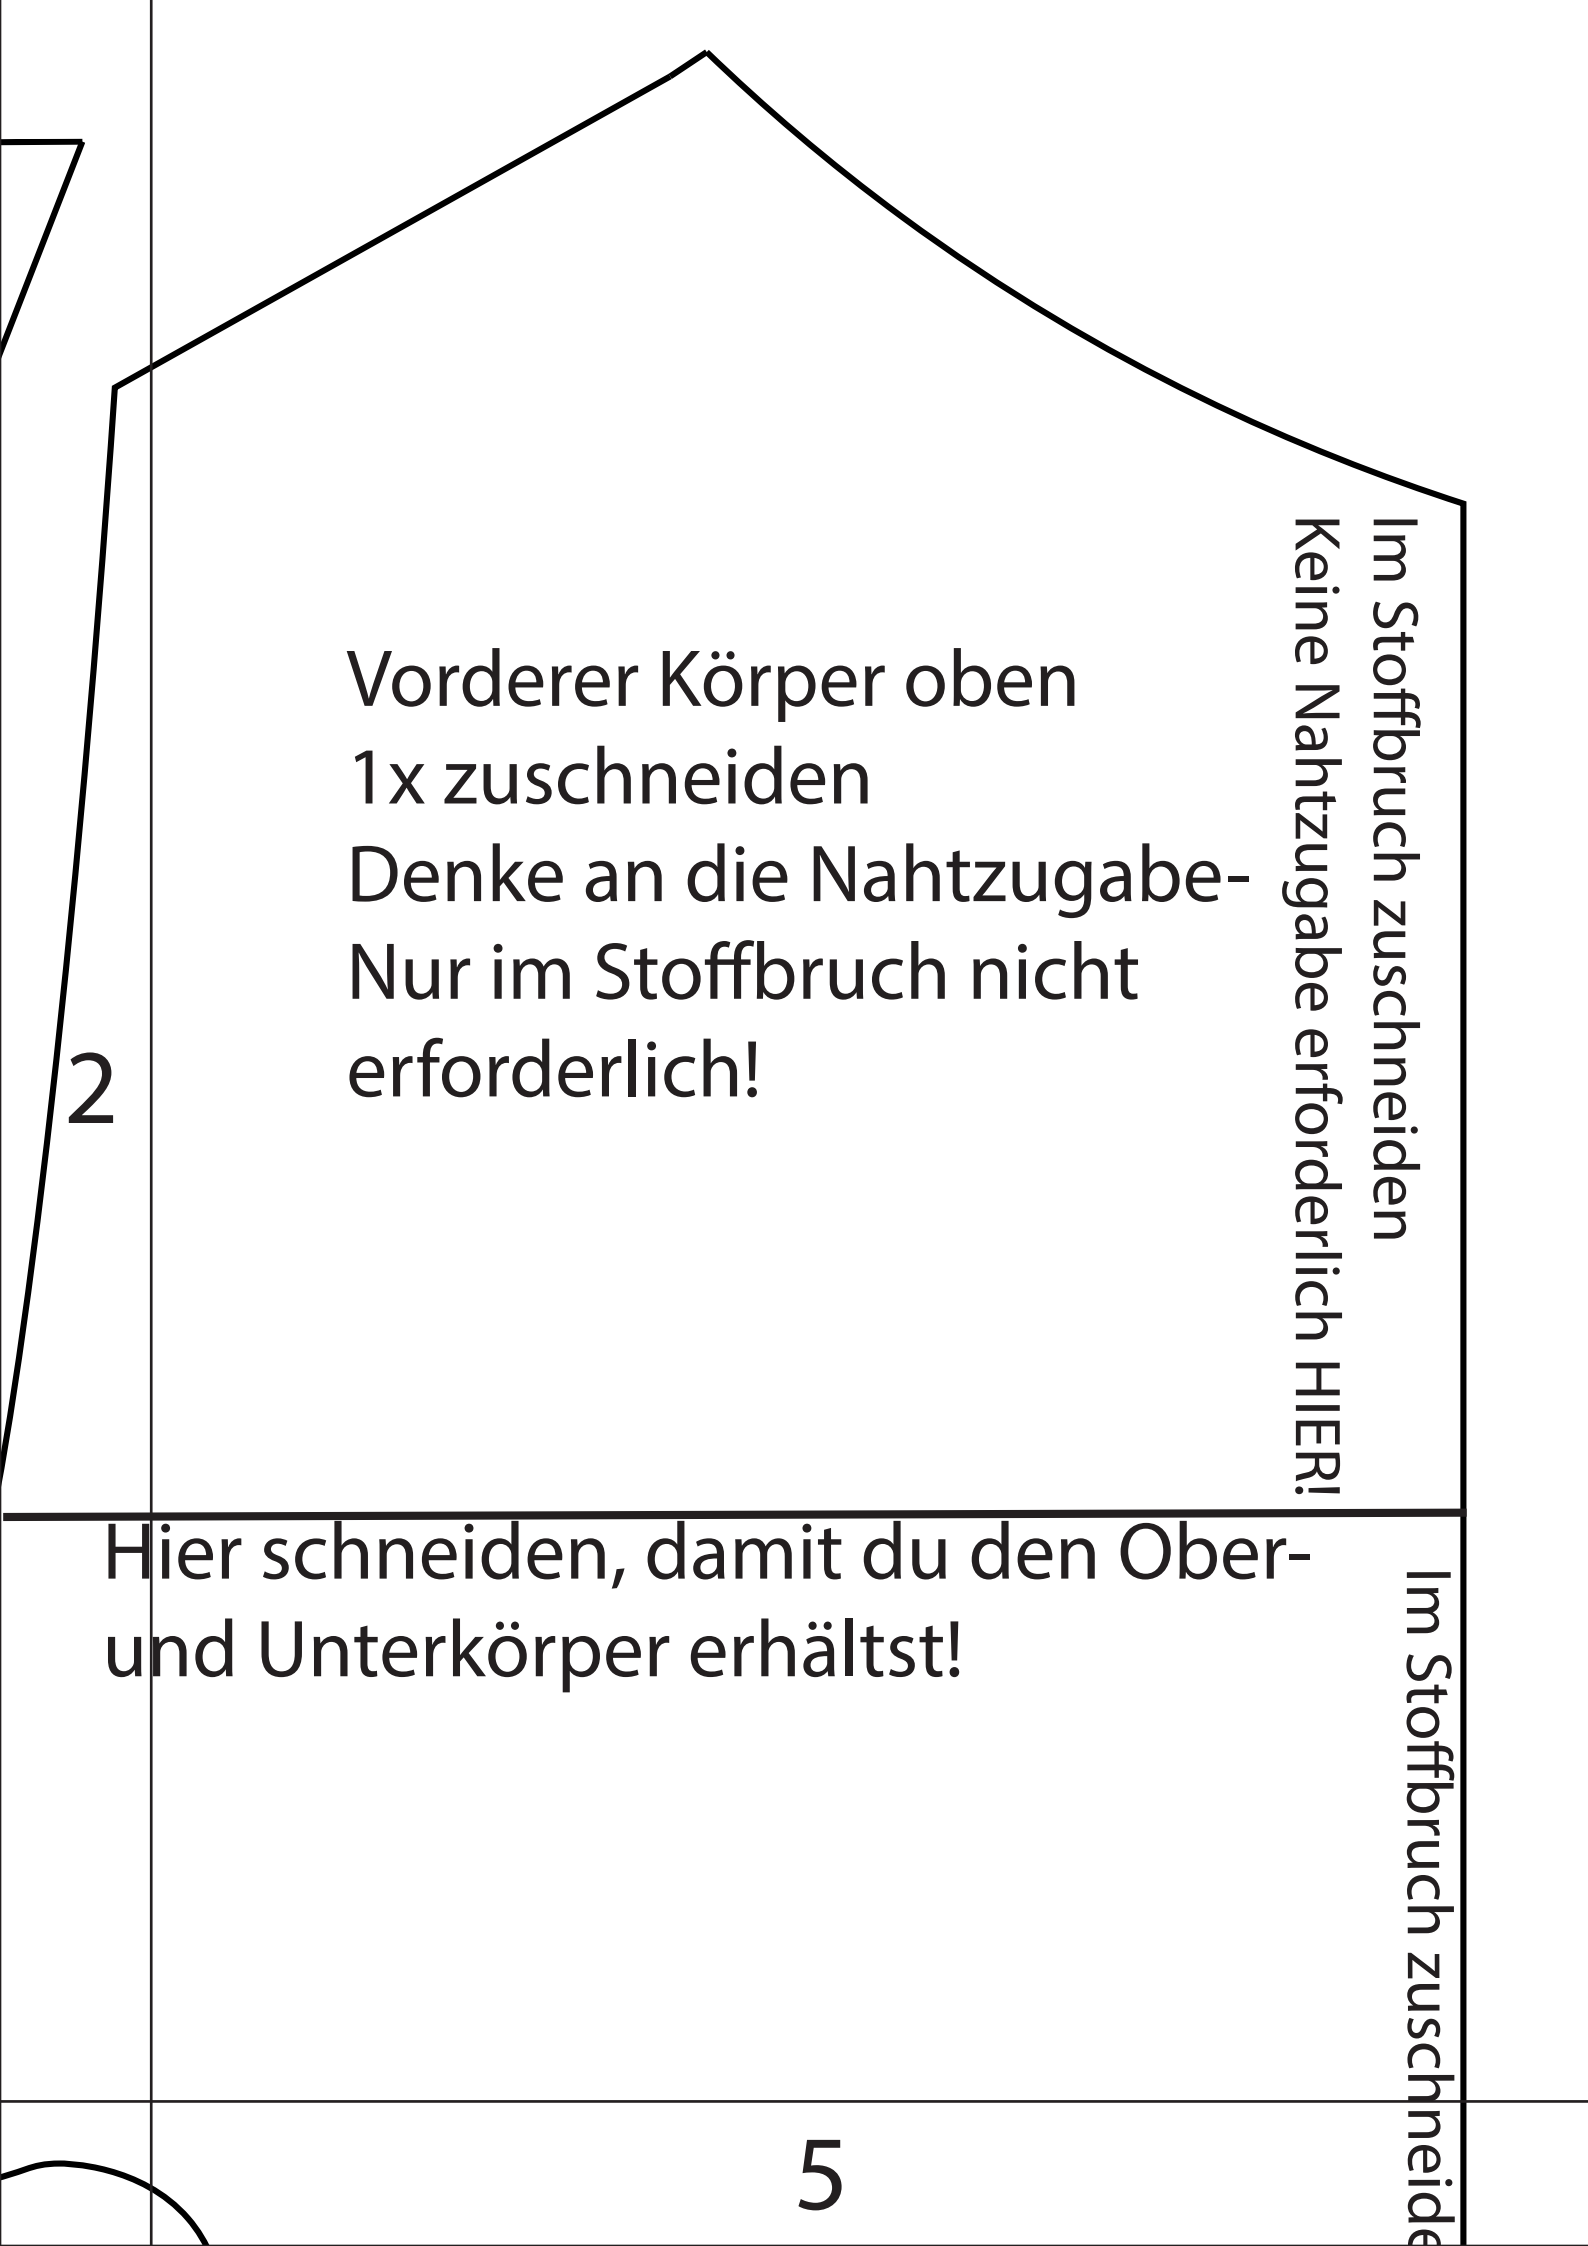 Vorderer Körper oben
1x zuschneiden
Denke an die Nahtzugabe-
Nur im Stoffbruch nicht
erforderlich!
Im Stoffbruch zuschneiden
Keine Nahtzugabe erforderlich HIER!
2
Hier schneiden, damit du den Ober-
und Unterkörper erhältst!
Im Stoffbruch zuschneide
5